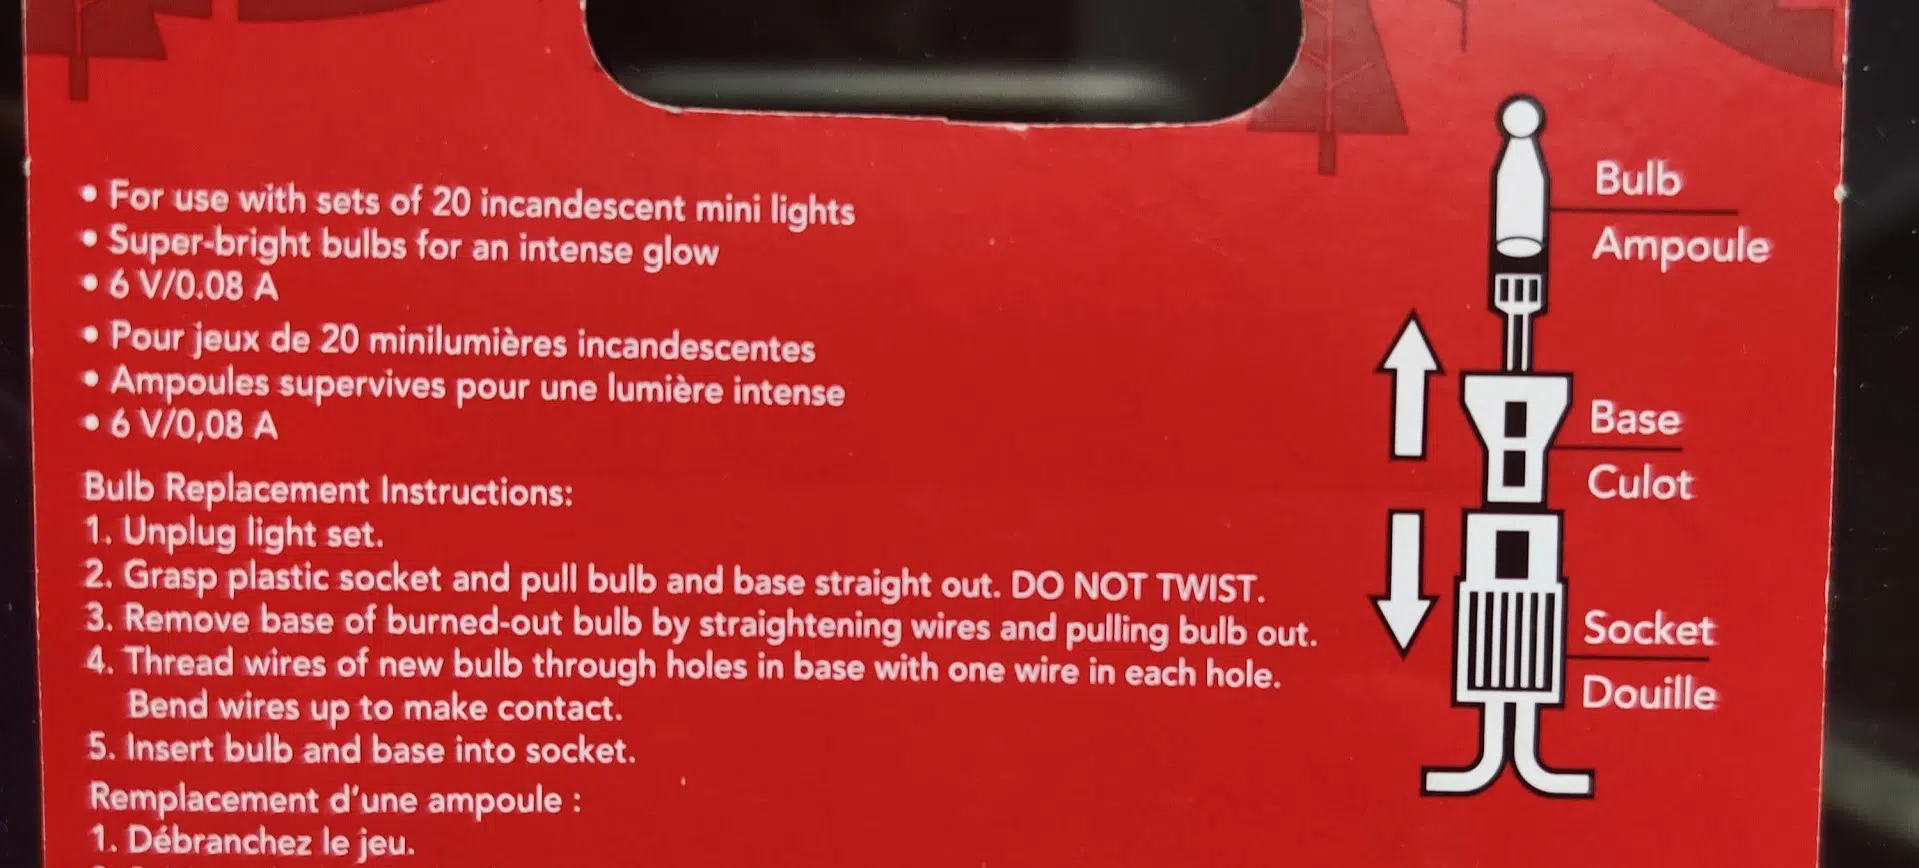 • For use with sets of 20 incandescent mini lights
• Super-bright bulbs for an intense glow
• 6 V/0.08 A
• Pour jeux de 20 minilumières incandescentes
• Ampoules supervives pour une lumière intense
• 6 V/0,08 A
Bulb Replacement Instructions:
1. Unplug light set.
2. Grasp plastic socket and pull bulb and base straight out. DO NOT TWIST.
3. Remove base of burned-out bulb by straightening wires and pulling bulb out.
4. Thread wires of new bulb through holes in base with one wire in each hole.
Bend wires up to make contact.
5. Insert bulb and base into socket.
Remplacement d'une ampoule :
1. Débranchez le jeu.
Bulb
Ampoule
Base
Culot
Socket
Douille